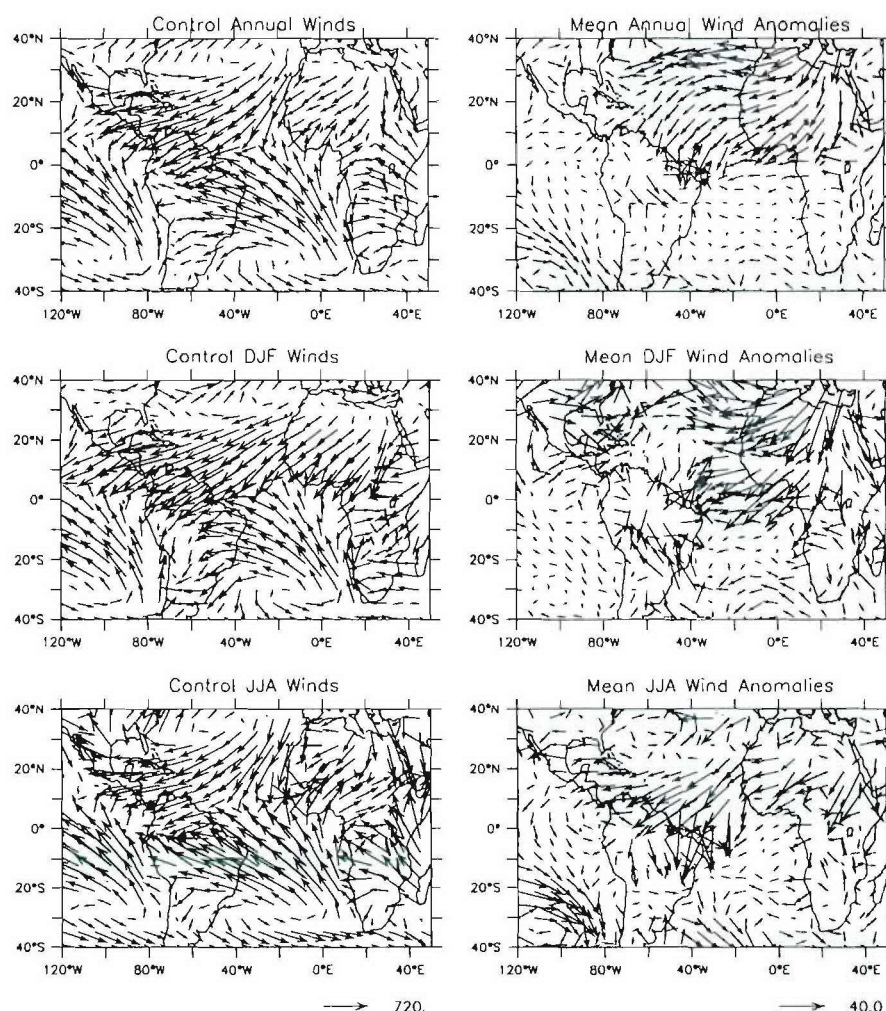 Control Annual Winds
Mean Annual Wind Anomalies
40°N
20°N
0°
20°S
40°S
120°W 80°W 40°W 0°E 40°E
40°N
20°N
0°
20°S
40°S
120°W 80°W 40°W 0°E 40°E
Control DJF Winds
Mean DJF Wind Anomalies
40°N
20°N
0°
20°S
40°S
120°W 80°W 40°W 0°E 40°E
40°N
20°N
0°
20°S
40°S
120°W 80°W 40°W 0°E 40°E
Control JJA Winds
Mean JJA Wind Anomalies
40°N
20°N
0°
20°S
40°S
120°W 80°W 40°W 0°E 40°E
40°N
20°N
0°
20°S
40°S
120°W 80°W 40°W 0°E 40°E
720.
40.0